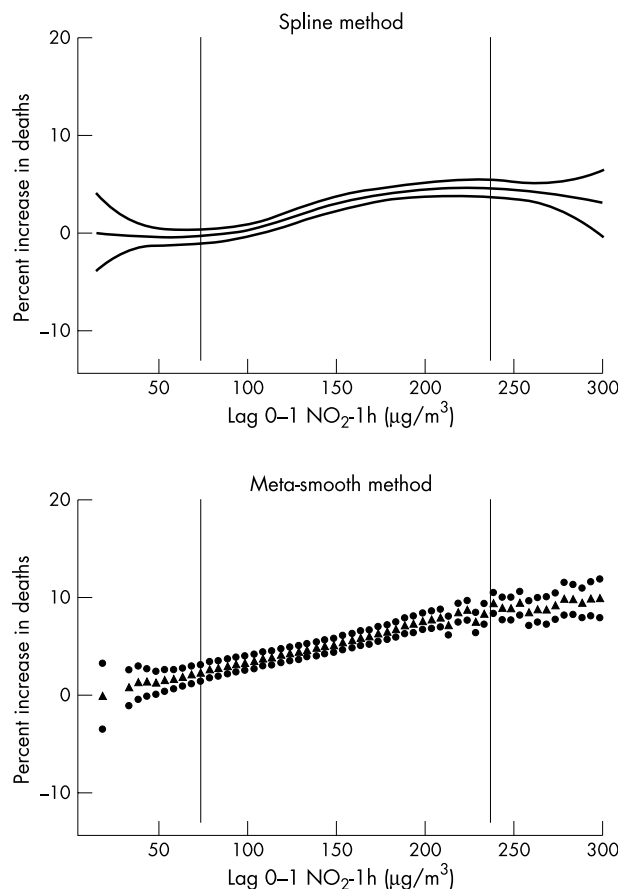 Spline method
20
10
0
–10
Percent increase in deaths
50 100 150 200 250 300
Lag 0–1 NO₂-1h (μg/m³)
Meta-smooth method
20
10
0
–10
Percent increase in deaths
50 100 150 200 250 300
Lag 0–1 NO₂-1h (μg/m³)